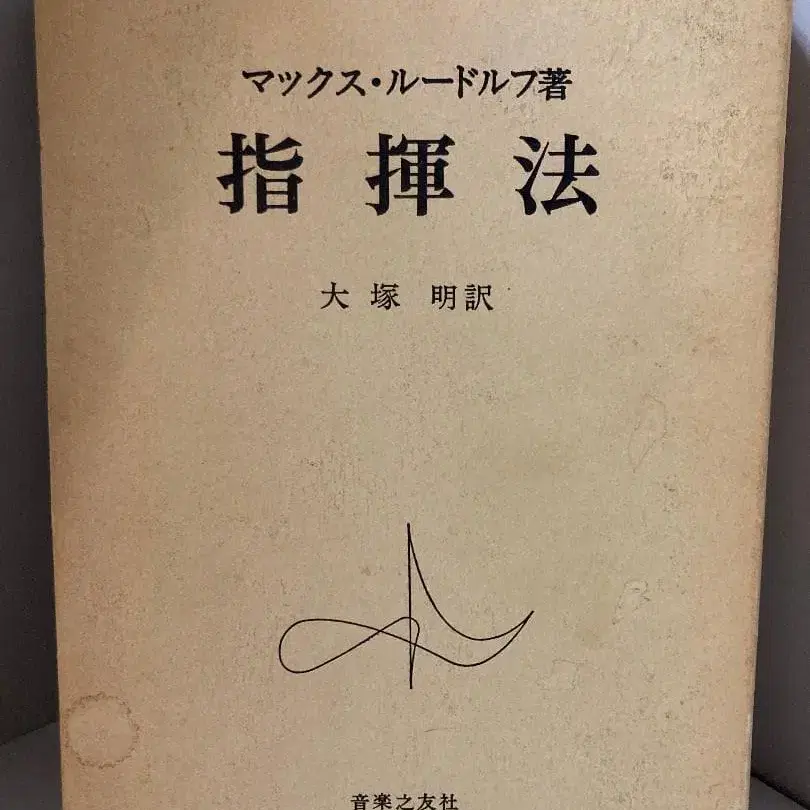 マックス・ルードルフ著
指揮法
大塚 明訳
音楽之友社